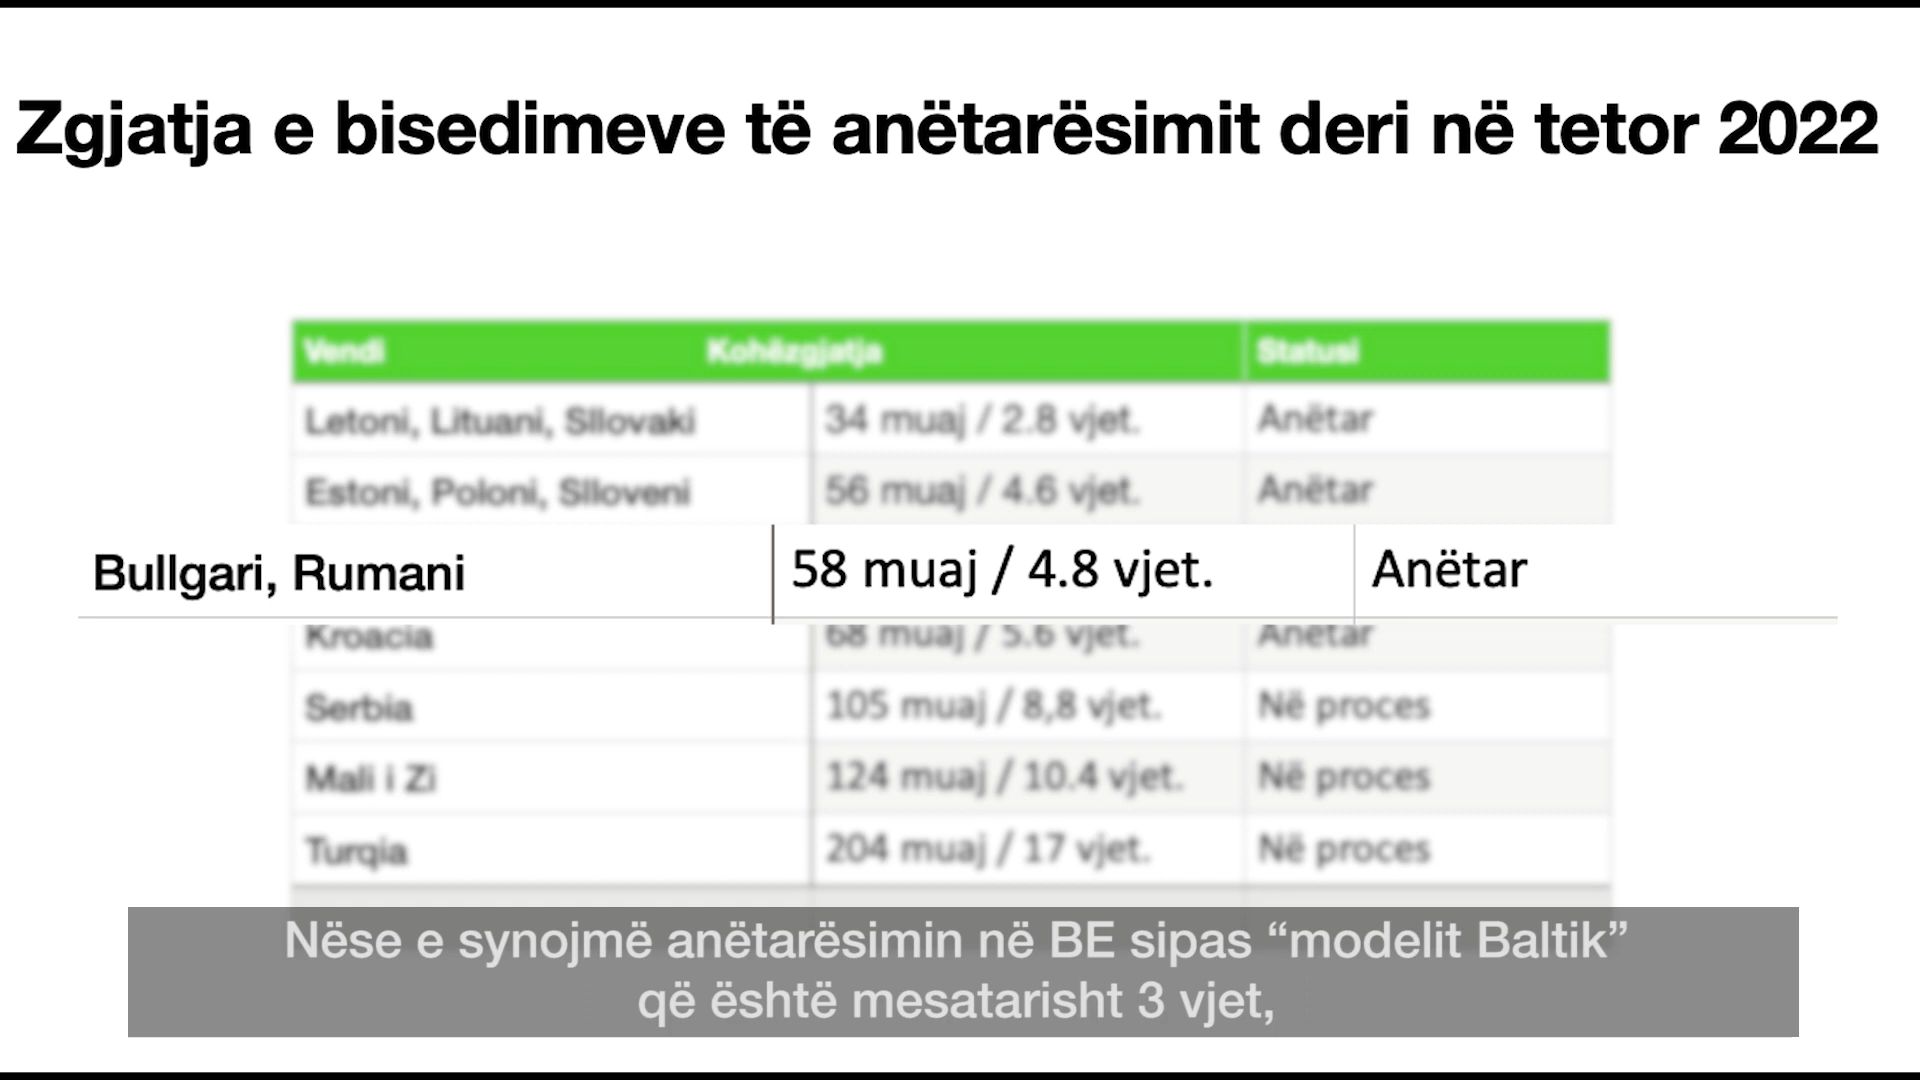 Zgjatja e bisedimeve të anëtarësimit deri në tetor 2022
Vendi Kohëzgjatja Statusi
Letoni, Lituani, Sllovaki 34 muaj / 2.8 vjet. Anëtar
Estoni, Poloni, Slloveni 56 muaj / 4.6 vjet. Anëtar
Bullgari, Rumani 58 muaj / 4.8 vjet. Anëtar
Kroacia 68 muaj / 5.6 vjet. Anëtar
Serbia 105 muaj / 8,8 vjet. Në proces
Mali i Zi 124 muaj / 10.4 vjet. Në proces
Turqia 204 muaj / 17 vjet. Në proces
Nëse e synojmë anëtarësimin në BE sipas “modelit Baltik”
që është mesatarisht 3 vjet,